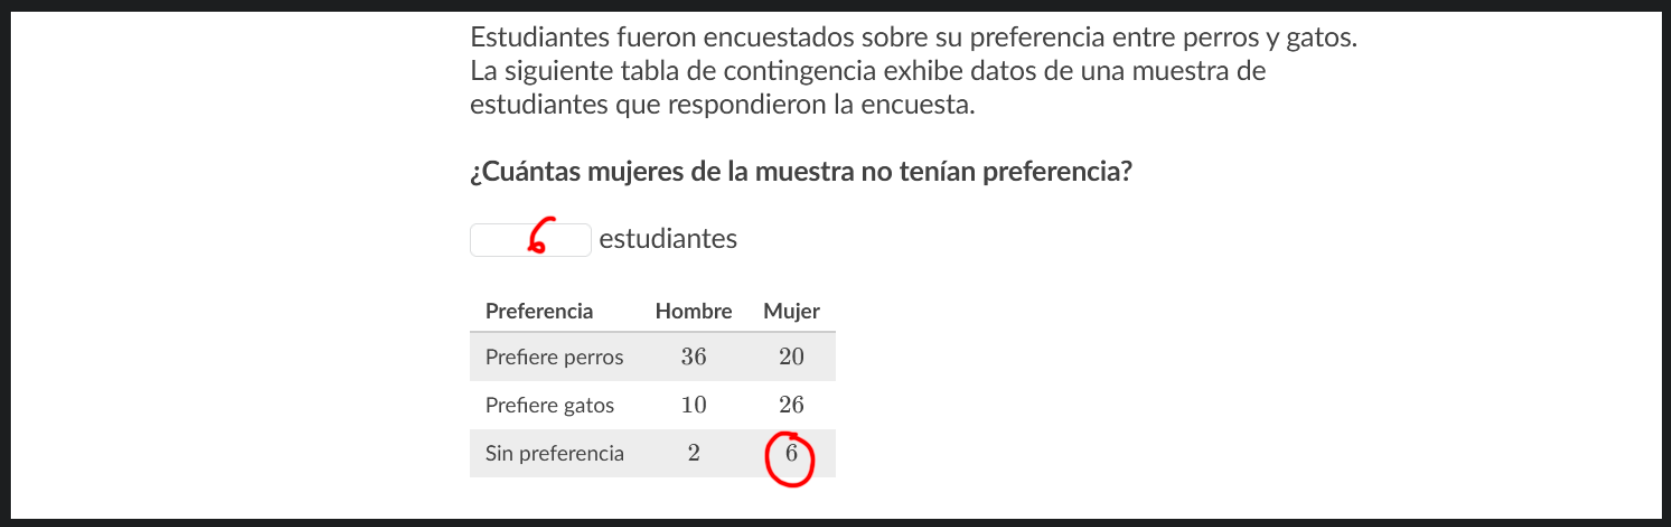 Estudiantes fueron encuestados sobre su preferencia entre perros y gatos.
La siguiente tabla de contingencia exhibe datos de una muestra de
estudiantes que respondieron la encuesta.
¿Cuántas mujeres de la muestra no tenían preferencia?
6 estudiantes
Preferencia Hombre Mujer
Prefiere perros 36 20
Prefiere gatos 10 26
Sin preferencia 2 6